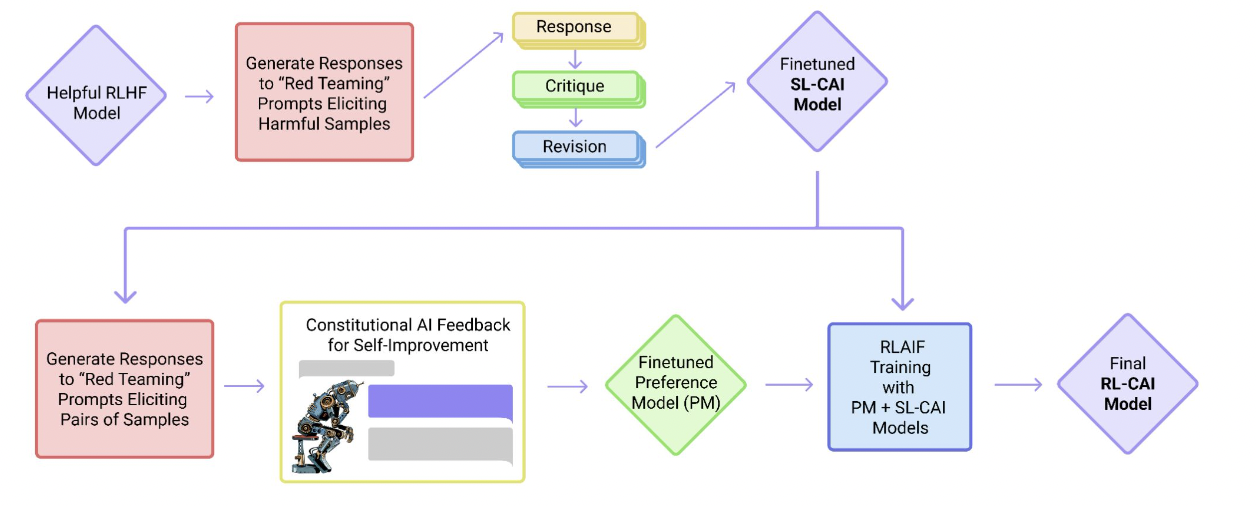 Helpful RLHF
Model
Generate Responses
to “Red Teaming”
Prompts Eliciting
Harmful Samples
Response
Critique
Revision
Finetuned
SL-CAI
Model
Generate Responses
to “Red Teaming”
Prompts Eliciting
Pairs of Samples
Constitutional AI Feedback
for Self-Improvement
Finetuned
Preference
Model (PM)
RLAIF
Training
with
PM + SL-CAI
Models
Final
RL-CAI
Model